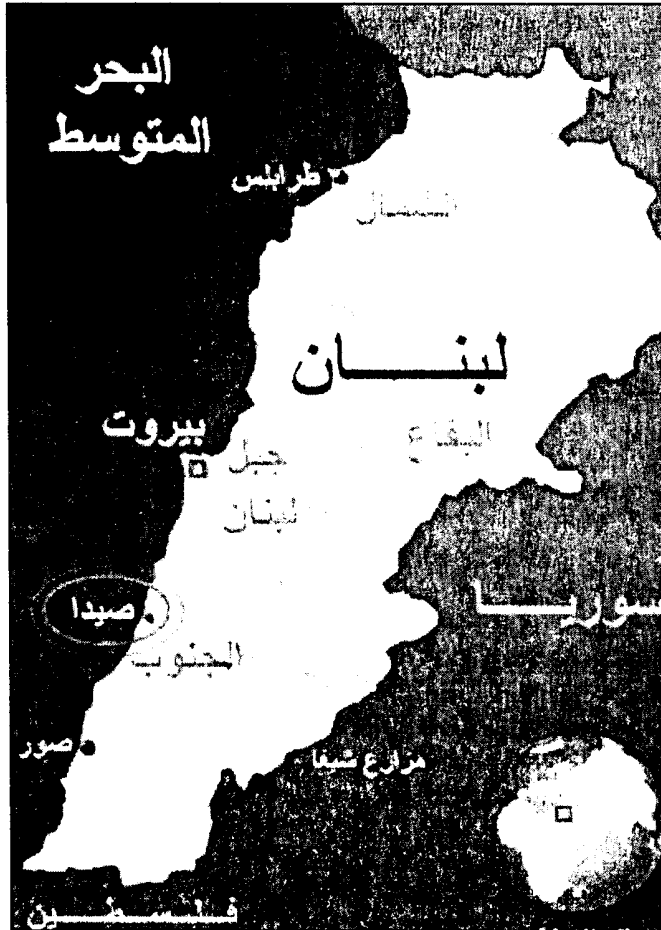 البحر
المتوسط
طرابلس
الشمال
لبنان
البقاع
بيروت
جبل
لبنان
سوريا
صيدا
الجنوب
صور
مزارع شبعا
فلسطين